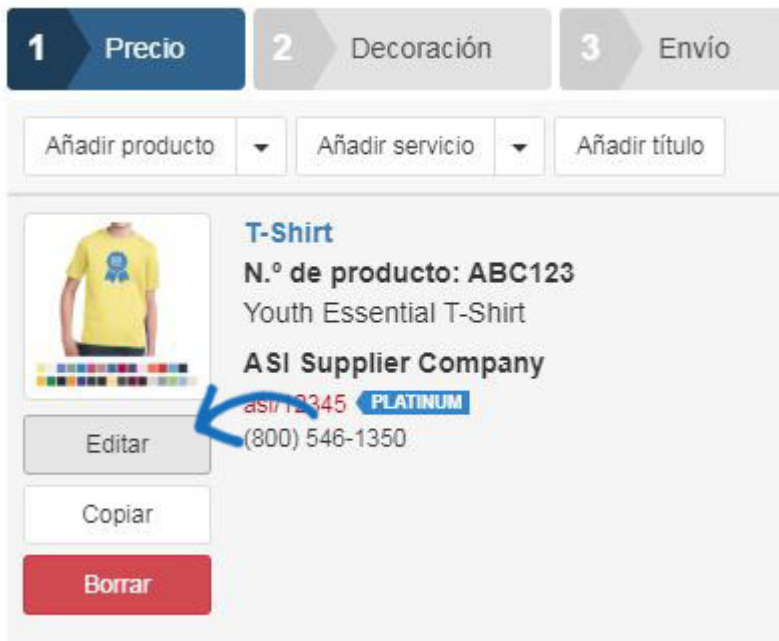 1 Precio 2 Decoración 3 Envío
Añadir producto Añadir servicio Añadir título
T-Shirt
N.º de producto: ABC123
Youth Essential T-Shirt
ASI Supplier Company
asi/12345 PLATINUM
(800) 546-1350
Editar
Copiar
Borrar